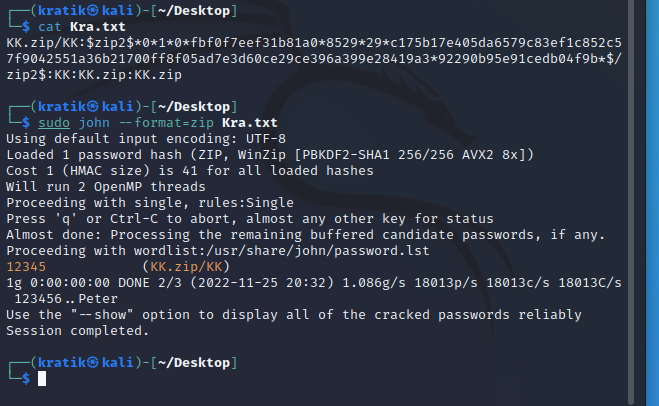 ┌──(kratik㉿kali)-[~/Desktop]
└─$ cat Kra.txt
KK.zip/KK:$zip2$*0*1*0*fbf0f7eef31b81a0*8529*29*c175b17e405da6579c83ef1c852c5
7f9042551a36b21700ff8f05ad7e3d60ce29ce396a399e28419a3*92290b95e91cedb04f9b*$/
zip2$:KK:KK.zip:KK.zip
┌──(kratik㉿kali)-[~/Desktop]
└─$ sudo john --format=zip Kra.txt
Using default input encoding: UTF-8
Loaded 1 password hash (ZIP, WinZip [PBKDF2-SHA1 256/256 AVX2 8x])
Cost 1 (HMAC size) is 41 for all loaded hashes
Will run 2 OpenMP threads
Proceeding with single, rules:Single
Press 'q' or Ctrl-C to abort, almost any other key for status
Almost done: Processing the remaining buffered candidate passwords, if any.
Proceeding with wordlist:/usr/share/john/password.lst
12345            (KK.zip/KK)
1g 0:00:00:00 DONE 2/3 (2022-11-25 20:32) 1.086g/s 18013p/s 18013c/s 18013C/s
 123456..Peter
Use the "--show" option to display all of the cracked passwords reliably
Session completed.
┌──(kratik㉿kali)-[~/Desktop]
└─$